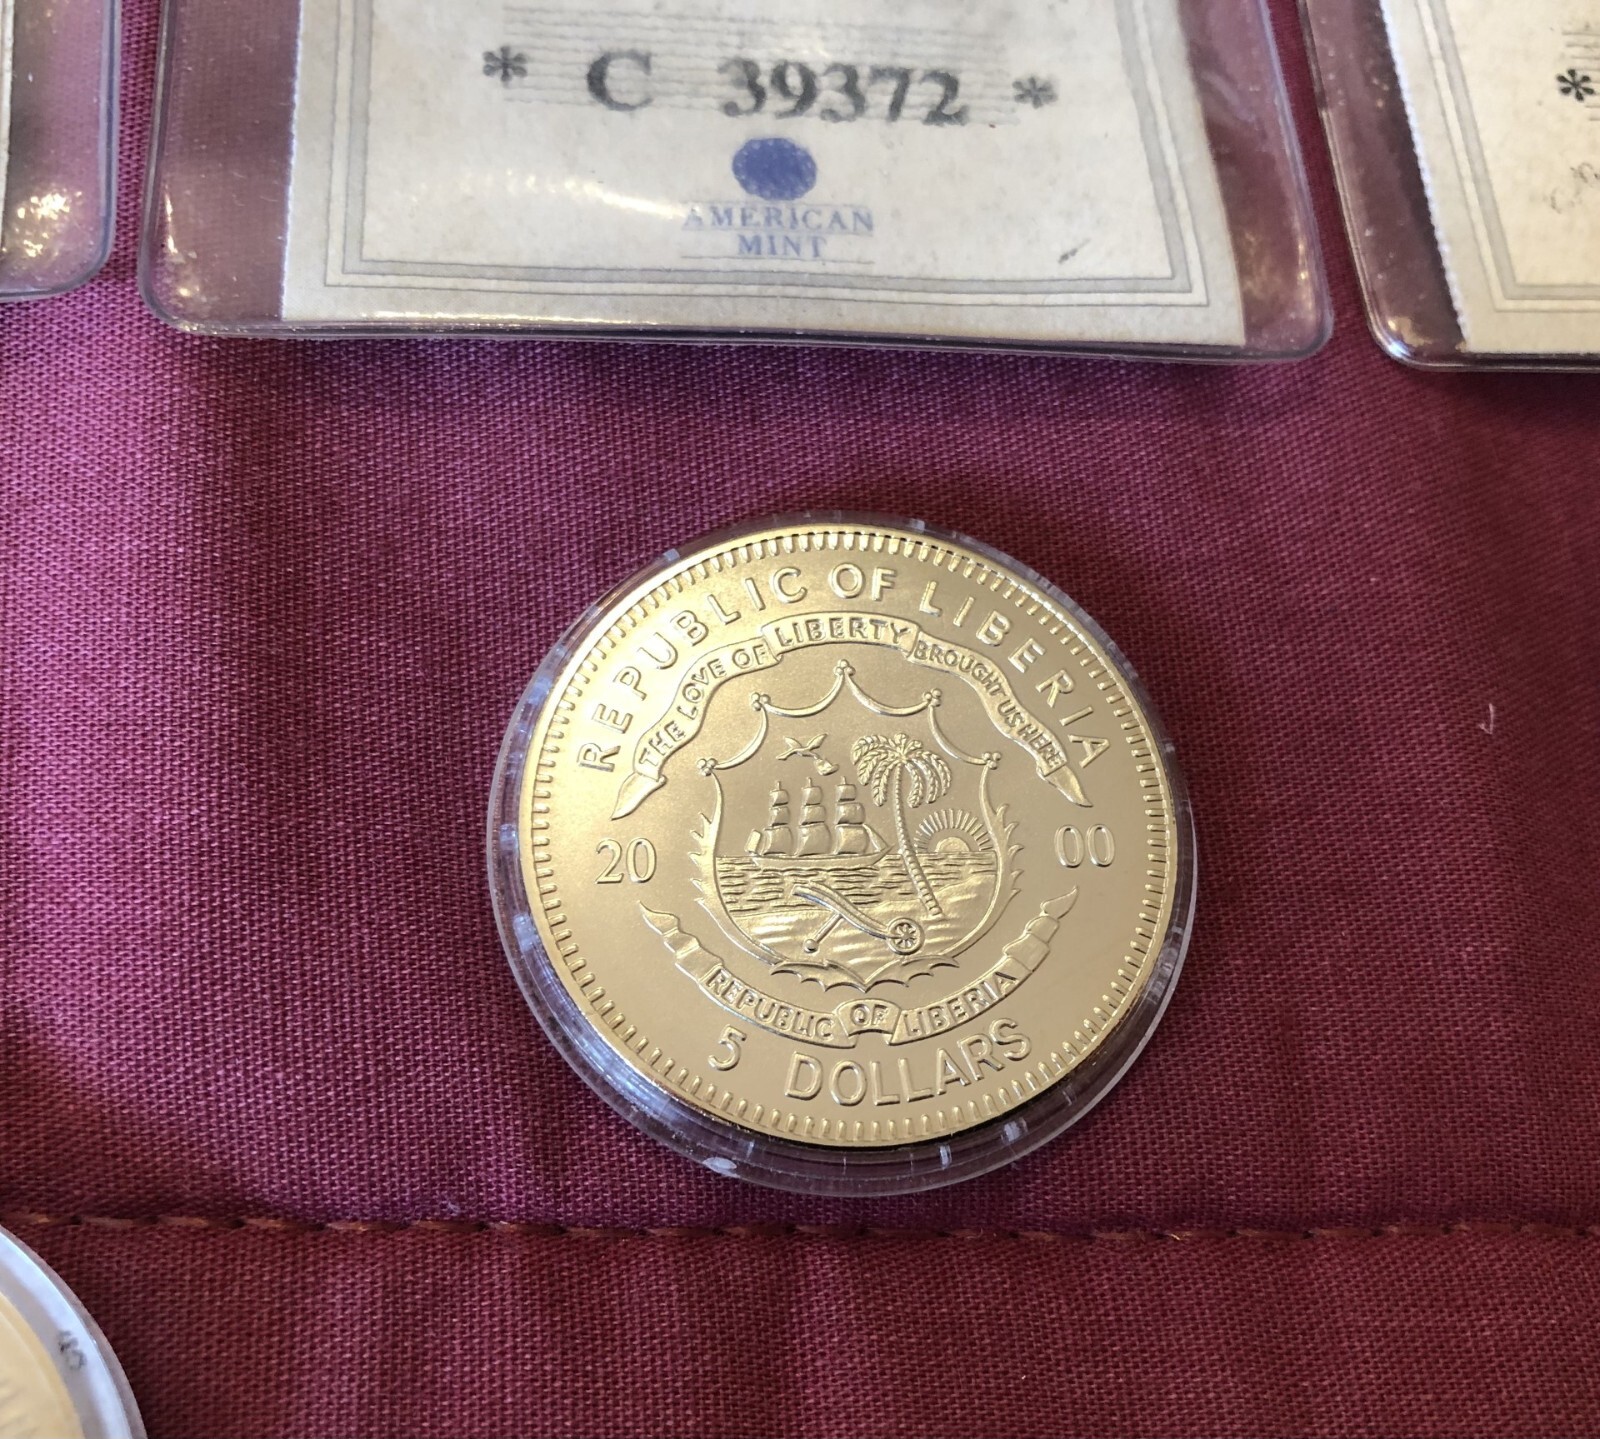 * C 39372 *
AMERICAN
MINT
*
REPUBLIC OF LIBERIA
THE LOVE OF LIBERTY BROUGHT US HERE
20 00
REPUBLIC OF LIBERIA
5 DOLLARS